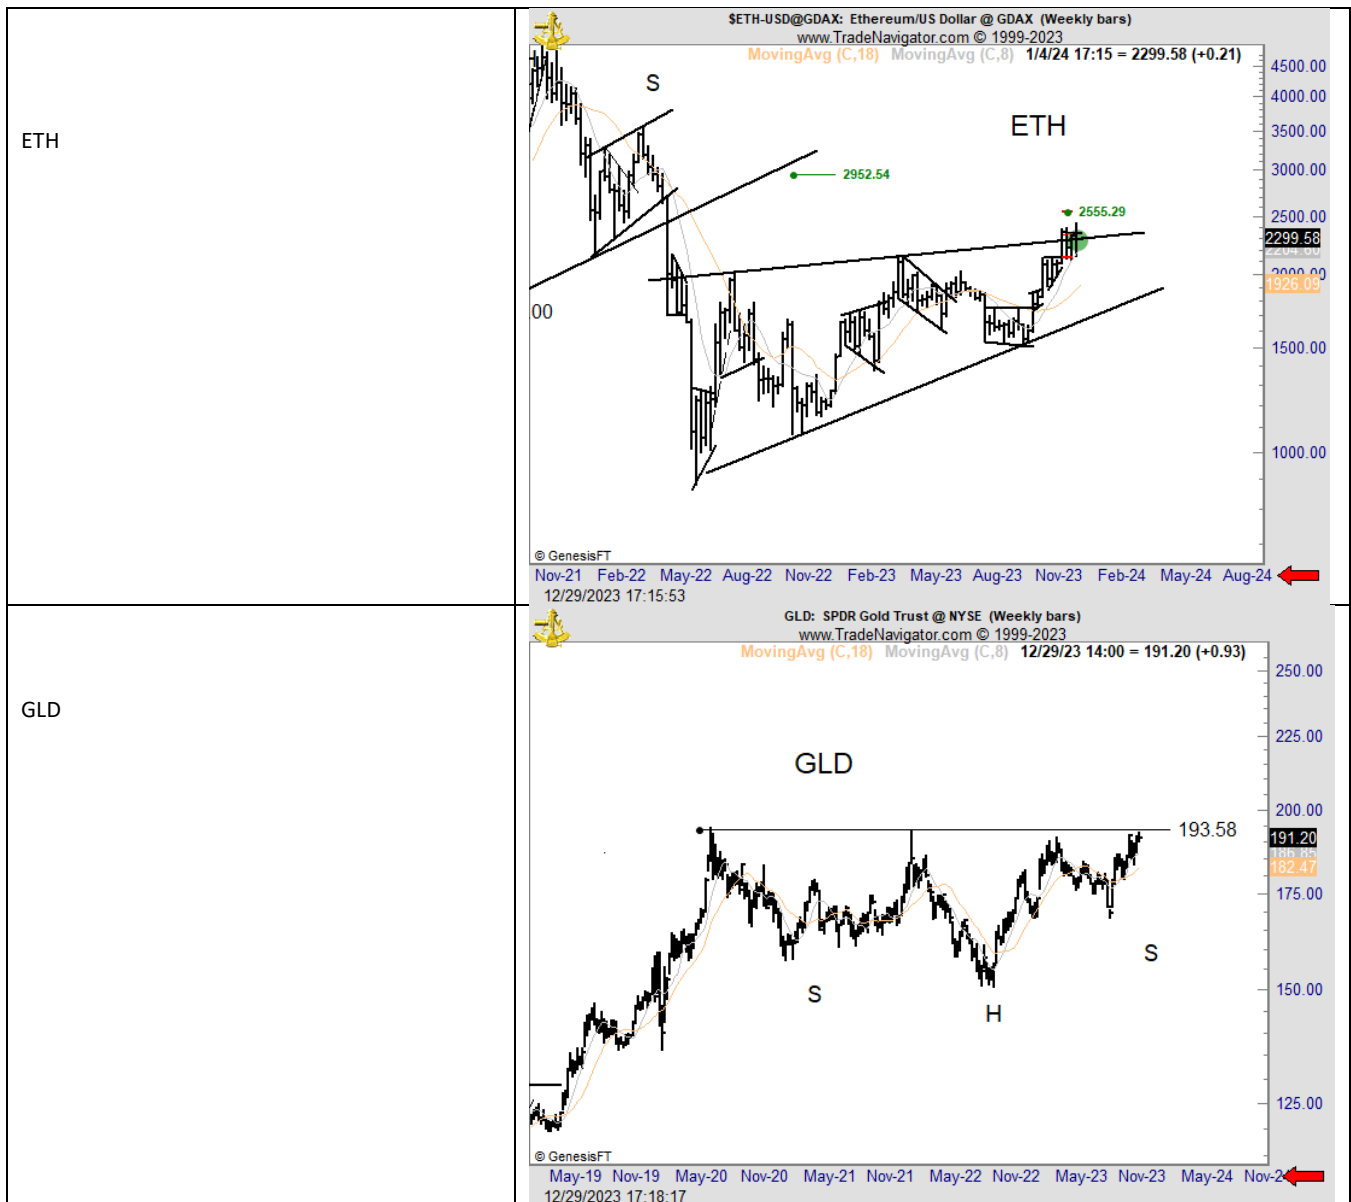 ETH
$ETH-USD@GDAX: Ethereum/US Dollar @ GDAX (Weekly bars)
www.TradeNavigator.com © 1999-2023
MovingAvg (C,18) MovingAvg (C,8) 1/4/24 17:15 = 2299.58 (+0.21)
4500.00
S
4000.00
ETH
3500.00
3000.00
2952.54
2555.29
2500.00
2299.58
2000.00
1926.09
00
1500.00
1000.00
© GenesisFT
Nov-21 Feb-22 May-22 Aug-22 Nov-22 Feb-23 May-23 Aug-23 Nov-23 Feb-24 May-24 Aug-24
12/29/2023 17:15:53
GLD
GLD: SPDR Gold Trust @ NYSE (Weekly bars)
www.TradeNavigator.com © 1999-2023
MovingAvg (C,18) MovingAvg (C,8) 12/29/23 14:00 = 191.20 (+0.93)
250.00
225.00
GLD
200.00
193.58
191.20
186.85
182.47
175.00
S
150.00
S
H
125.00
© GenesisFT
May-19 Nov-19 May-20 Nov-20 May-21 Nov-21 May-22 Nov-22 May-23 Nov-23 May-24 Nov-2
12/29/2023 17:18:17